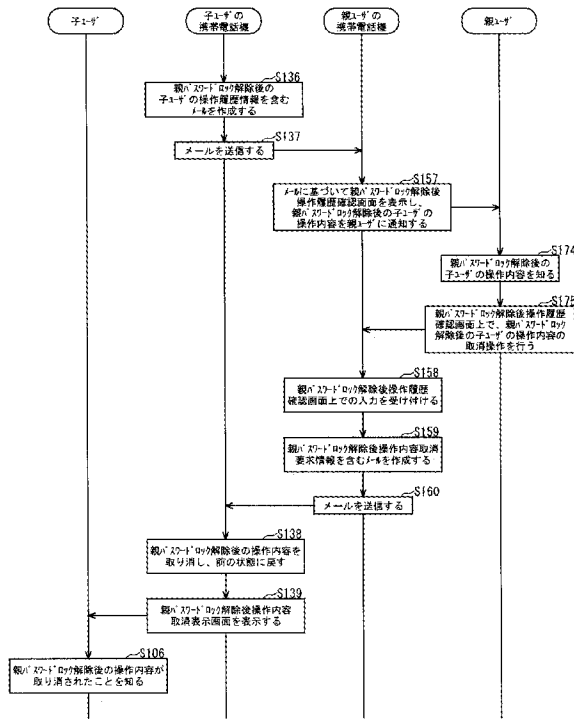 子ユーザ
子ユーザの
携帯電話機
親ユーザの
携帯電話機
親ユーザ
S136
親パスワードロック解除後の
子ユーザの操作履歴情報を含む
メールを作成する
S137
メールを送信する
S157
メールに基づいて親パスワードロック解除後
操作履歴確認画面を表示し、
親パスワードロック解除後の子ユーザの
操作内容を親ユーザに通知する
S174
親パスワードロック解除後の
子ユーザの操作内容を知る
S175
親パスワードロック解除後操作履歴
確認画面上で、親パスワードロック
解除後の子ユーザの操作内容の
取消操作を行う
S158
親パスワードロック解除後操作履歴
確認画面上での入力を受け付ける
S159
親パスワードロック解除後操作内容取消
要求情報を含むメールを作成する
S160
メールを送信する
S138
親パスワードロック解除後の操作内容を
取り消し、前の状態に戻す
S139
親パスワードロック解除後操作内容
取消表示画面を表示する
S106
親パスワードロック解除後の操作内容が
取り消されたことを知る